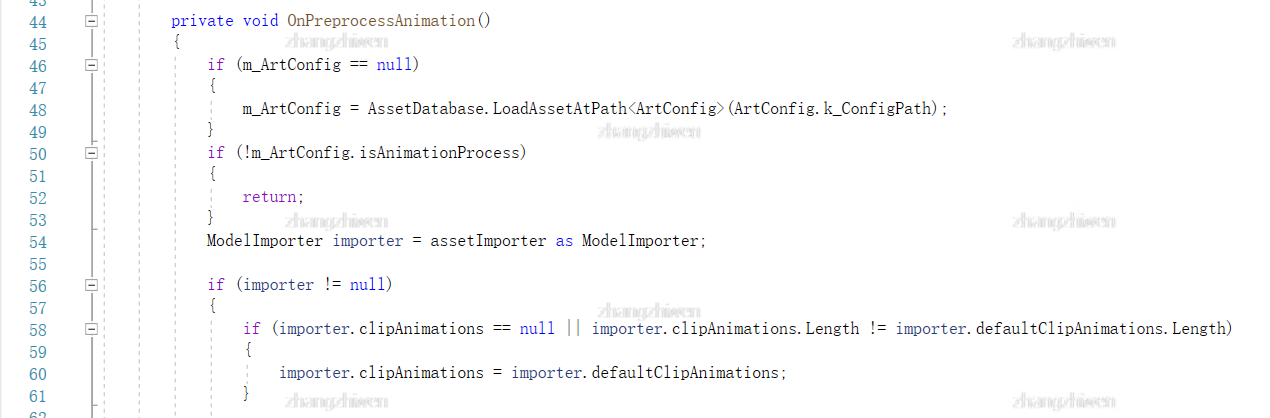 44 private void OnPreprocessAnimation()
45 {
46 if (m_ArtConfig == null)
47 {
48 m_ArtConfig = AssetDatabase.LoadAssetAtPath<ArtConfig>(ArtConfig.k_ConfigPath);
49 }
50 if (!m_ArtConfig.isAnimationProcess)
51 {
52 return;
53 }
54 ModelImporter importer = assetImporter as ModelImporter;
55
56 if (importer != null)
57 {
58 if (importer.clipAnimations == null || importer.clipAnimations.Length != importer.defaultClipAnimations.Length)
59 {
60 importer.clipAnimations = importer.defaultClipAnimations;
61 }